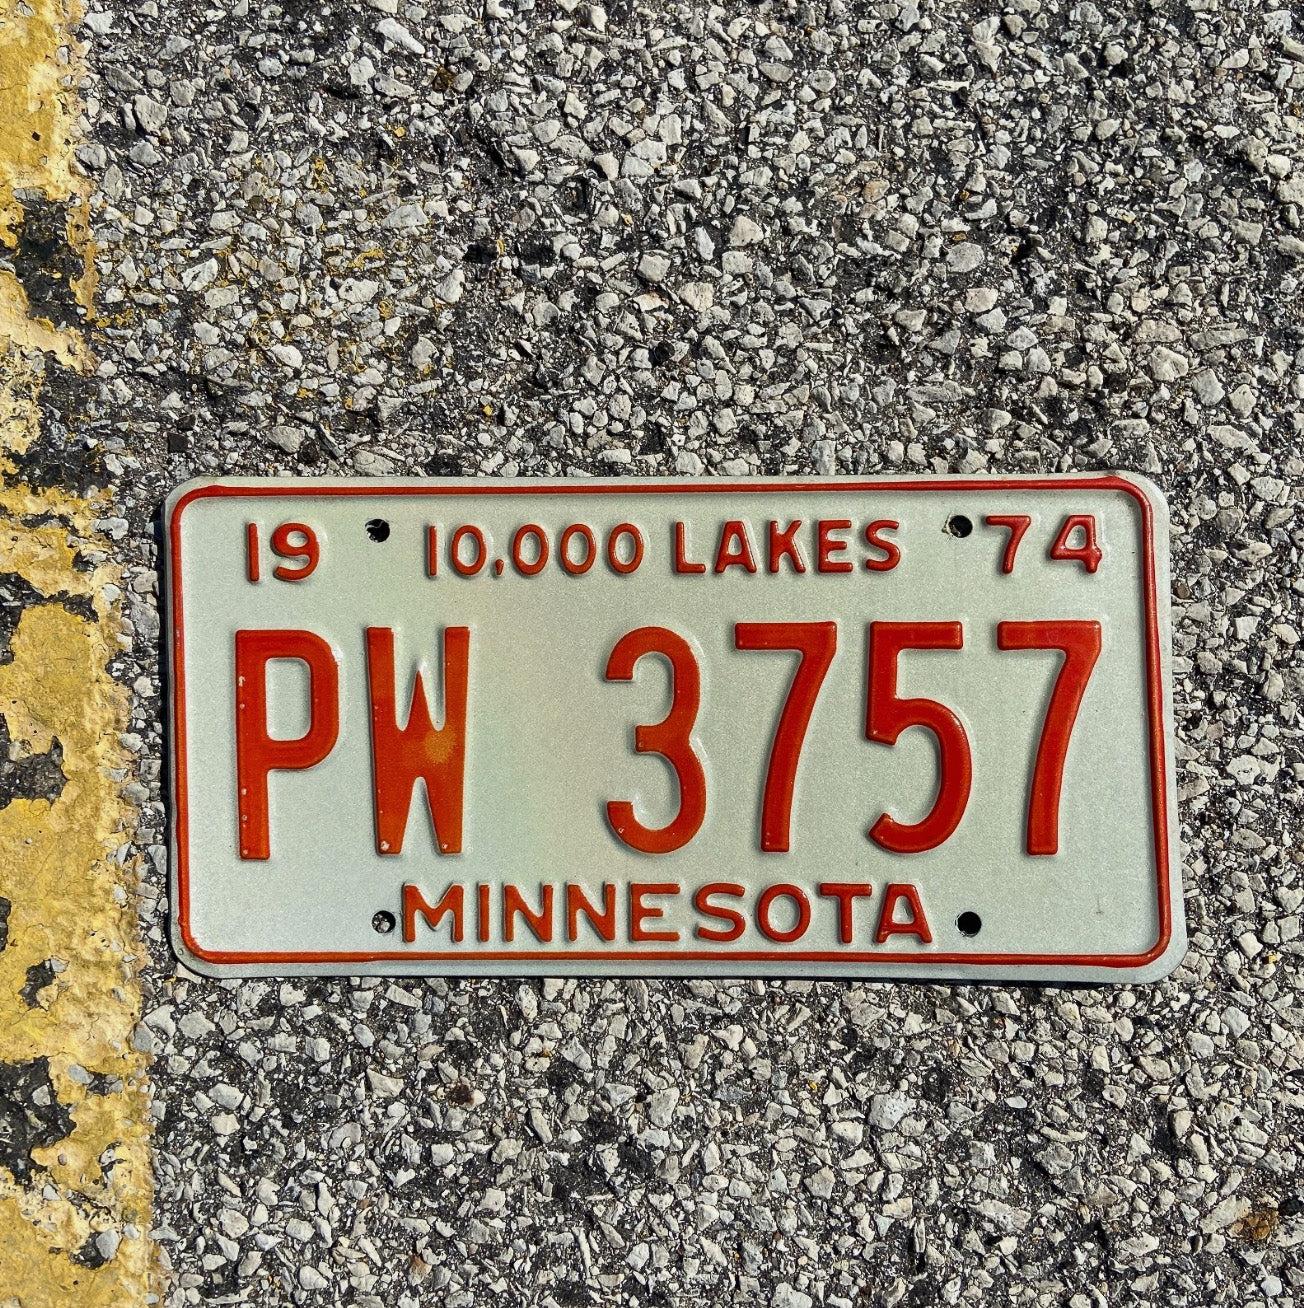 19 10,000 LAKES 74
PW 3757
MINNESOTA